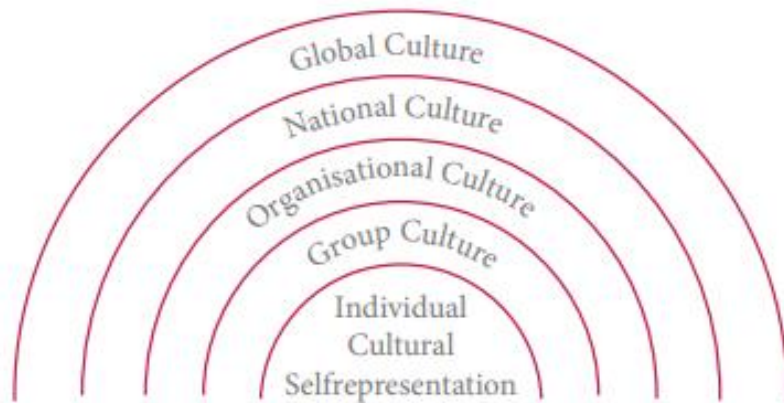 Global Culture
National Culture
Organisational Culture
Group Culture
Individual
Cultural
Selfrepresentation